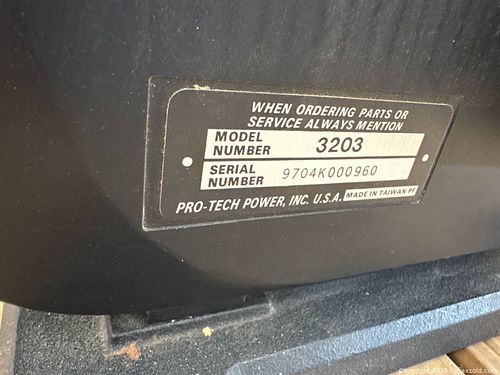 WHEN ORDERING PARTS OR
SERVICE ALWAYS MENTION
MODEL
NUMBER 3203
SERIAL
NUMBER 9704K000960
PRO-TECH POWER, INC. U.S.A. MADE IN TAIWAN PF